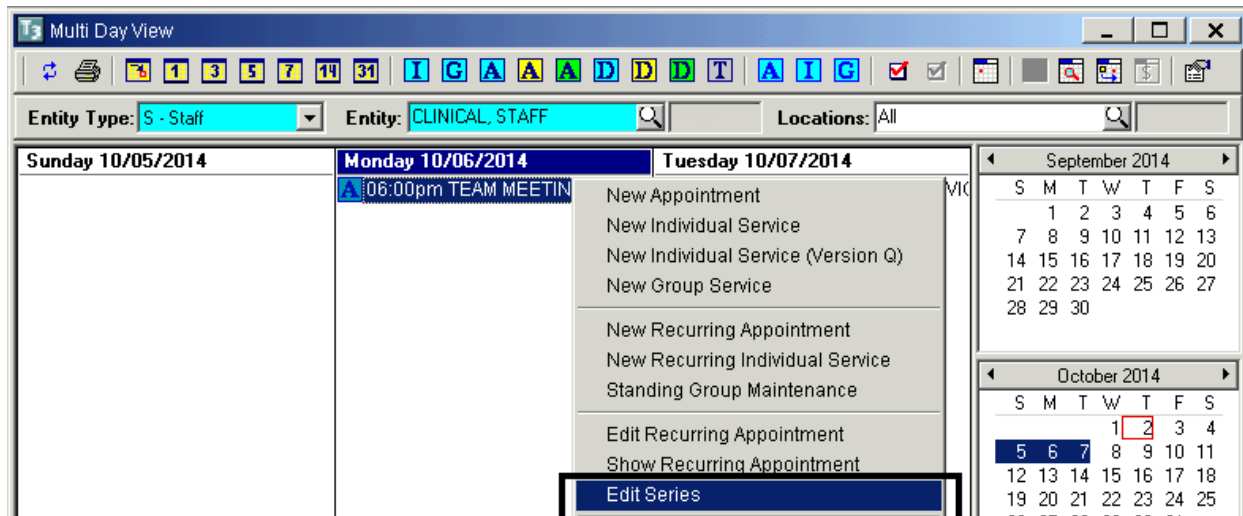 T3 Multi Day View
1 3 5 7 14 31 I G A A A D D D T A I G $
Entity Type: S - Staff Entity: CLINICAL, STAFF Locations: All
Sunday 10/05/2014 Monday 10/06/2014 Tuesday 10/07/2014
A 06:00pm TEAM MEETIN
New Appointment
New Individual Service
New Individual Service (Version Q)
New Group Service
New Recurring Appointment
New Recurring Individual Service
Standing Group Maintenance
Edit Recurring Appointment
Show Recurring Appointment
Edit Series
September 2014
S M T W T F S
1 2 3 4 5 6
7 8 9 10 11 12 13
14 15 16 17 18 19 20
21 22 23 24 25 26 27
28 29 30
October 2014
S M T W T F S
1 2 3 4
5 6 7 8 9 10 11
12 13 14 15 16 17 18
19 20 21 22 23 24 25